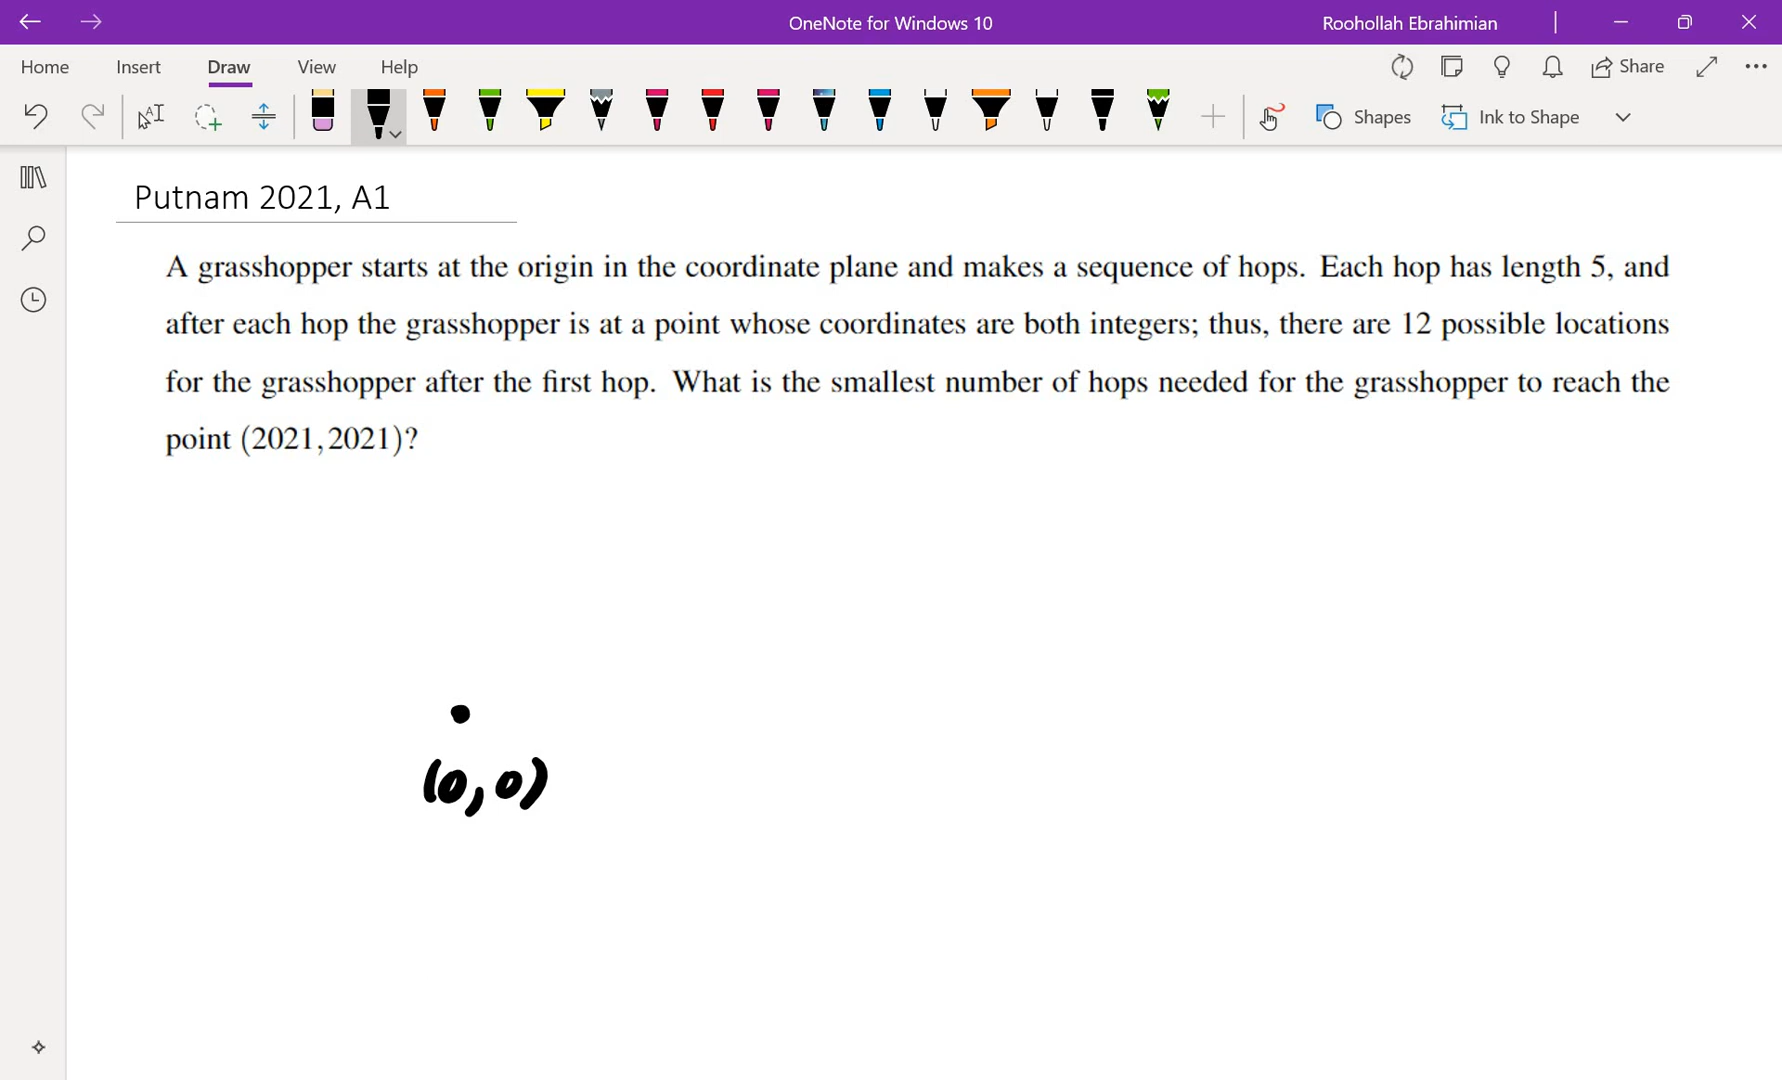 OneNote for Windows 10
Roohollah Ebrahimian
Home Insert Draw View Help
Share
Shapes
Ink to Shape
Putnam 2021, A1
A grasshopper starts at the origin in the coordinate plane and makes a sequence of hops. Each hop has length 5, and
after each hop the grasshopper is at a point whose coordinates are both integers; thus, there are 12 possible locations
for the grasshopper after the first hop. What is the smallest number of hops needed for the grasshopper to reach the
point (2021,2021)?
(0,0)